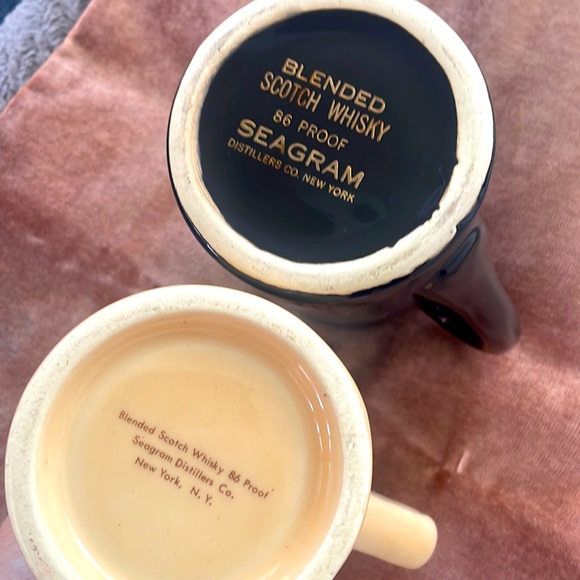 BLENDED
SCOTCH WHISKY
86 PROOF
SEAGRAM
DISTILLERS CO. NEW YORK
Blended Scotch Whisky 86 Proof
Seagram Distillers Co.
New York, N. Y.